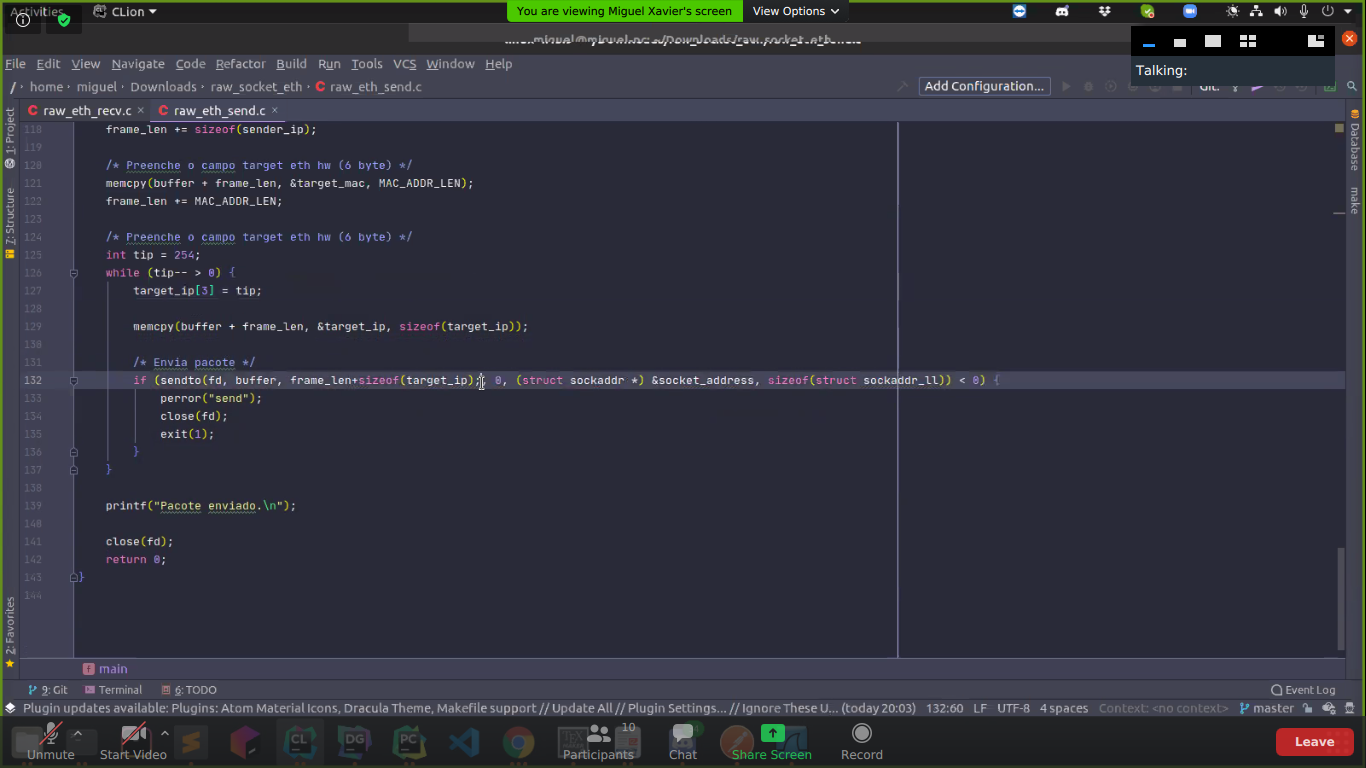 Activities
CLion
You are viewing Miguel Xavier's screen
View Options
miguel@miguel-pc: ~/Downloads/raw_socket_eth
Talking:
File Edit View Navigate Code Refactor Build Run Tools VCS Window Help
/ home miguel Downloads raw_socket_eth raw_eth_send.c
Add Configuration...
Git:
raw_eth_recv.c raw_eth_send.c
1: Project
Z: Structure
2: Favorites
Database
make
118 frame_len += sizeof(sender_ip);
119
120 /* Preenche o campo target eth hw (6 byte) */
121 memcpy(buffer + frame_len, &target_mac, MAC_ADDR_LEN);
122 frame_len += MAC_ADDR_LEN;
123
124 /* Preenche o campo target eth hw (6 byte) */
125 int tip = 254;
126 while (tip-- > 0) {
127 target_ip[3] = tip;
128
129 memcpy(buffer + frame_len, &target_ip, sizeof(target_ip));
130
131 /* Envia pacote */
132 if (sendto(fd, buffer, frame_len+sizeof(target_ip); 0, (struct sockaddr *) &socket_address, sizeof(struct sockaddr_ll)) < 0) {
133 perror("send");
134 close(fd);
135 exit(1);
136 }
137 }
138
139 printf("Pacote enviado.\n");
140
141 close(fd);
142 return 0;
143 }
144
f main
9: Git Terminal 6: TODO Event Log
Plugin updates available: Plugins: Atom Material Icons, Dracula Theme, Makefile support // Update All // Plugin Settings... // Ignore These U... (today 20:03) 132:60 LF UTF-8 4 spaces Context: <no context> master
CL DG PC
10
Unmute Start Video Participants Chat Share Screen Record Leave